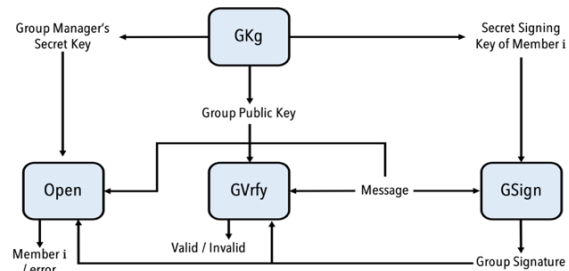 Group Manager's
Secret Key
GKg
Secret Signing
Key of Member i
Group Public Key
Open
GVrfy
Message
GSign
Member i
/ error
Valid / Invalid
Group Signature